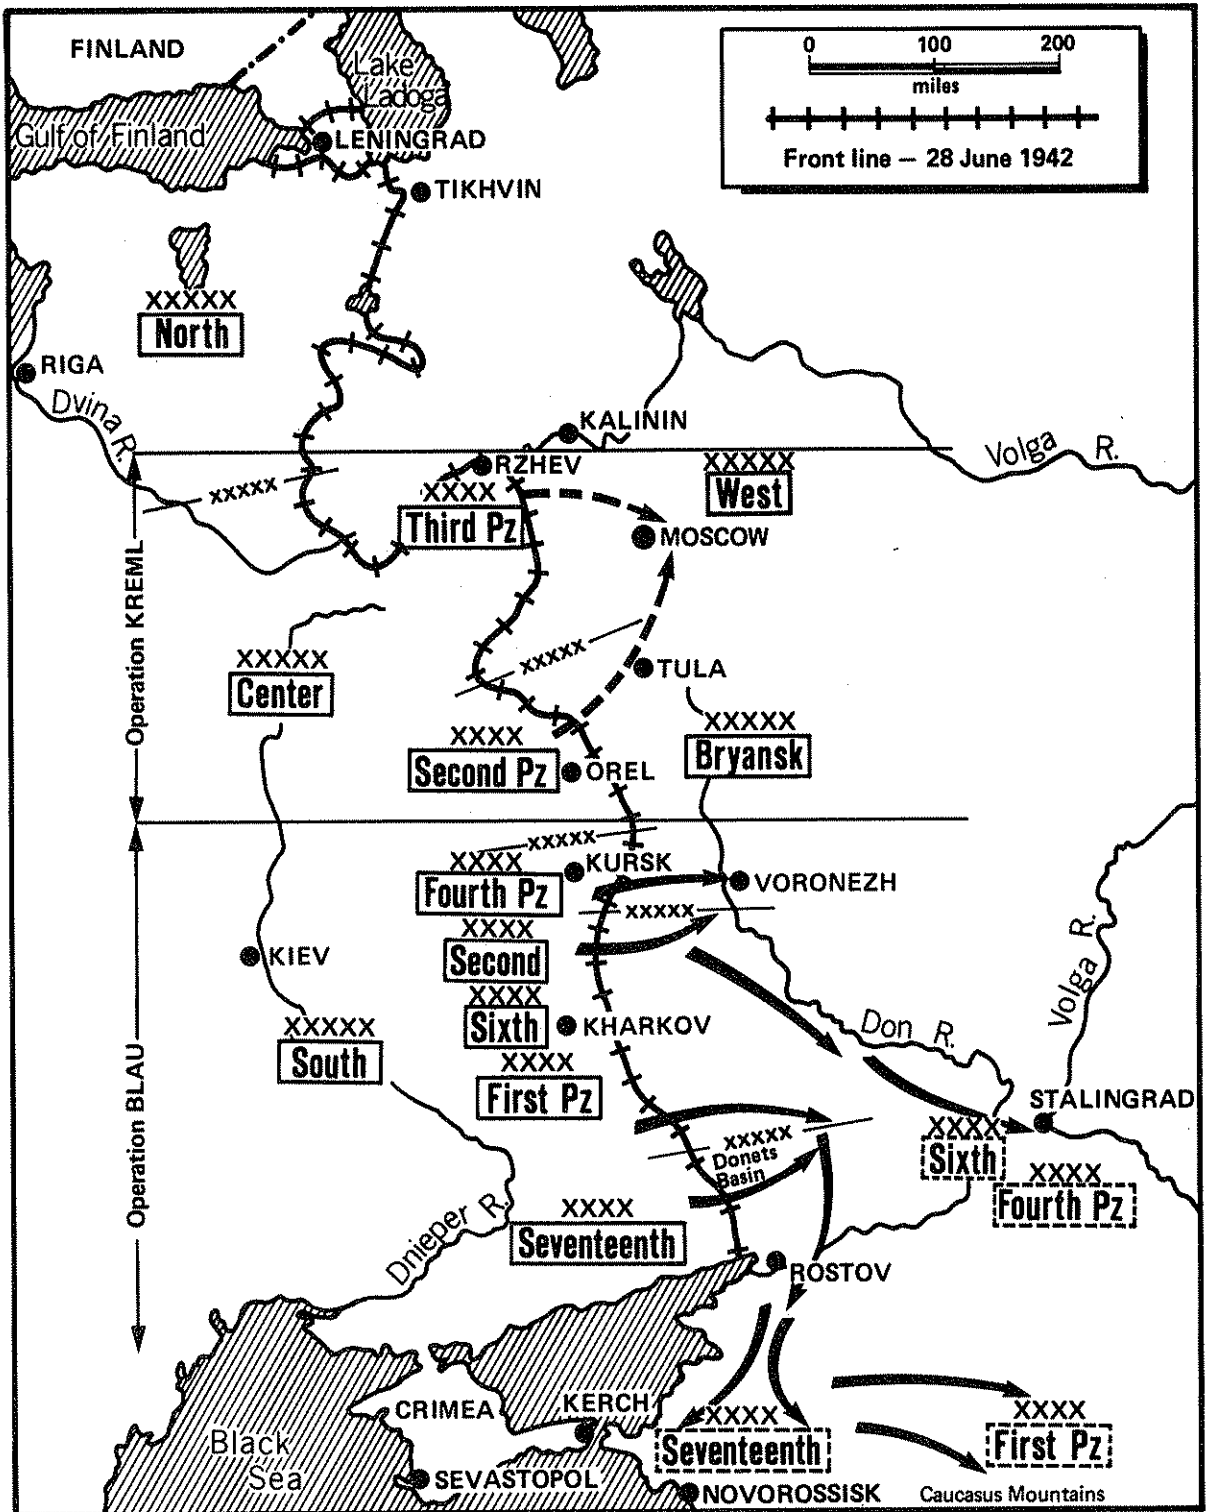 FINLAND
Lake
Ladoga
Gulf of Finland
LENINGRAD
TIKHVIN
0 100 200
miles
Front line – 28 June 1942
XXXXX
North
RIGA
Dvina R.
KALININ
Volga R.
RZHEV
XXXXX
West
XXXXX
XXXX
Third Pz
MOSCOW
Operation KREML
XXXXX
Center
XXXXX
TULA
XXXXX
Bryansk
XXXX
Second Pz
OREL
XXXXX
KURSK
XXXX
Fourth Pz
VORONEZH
XXXXX
XXXX
Second
KIEV
XXXX
Sixth
KHARKOV
XXXXX
South
XXXX
First Pz
Don R.
Volga R.
STALINGRAD
Operation BLAU
XXXXX
Donets
Basin
XXXX
Sixth
XXXX
Fourth Pz
Dnieper R.
XXXX
Seventeenth
ROSTOV
CRIMEA
KERCH
XXXX
Seventeenth
XXXX
First Pz
Black
Sea
SEVASTOPOL
NOVOROSSISK
Caucasus Mountains